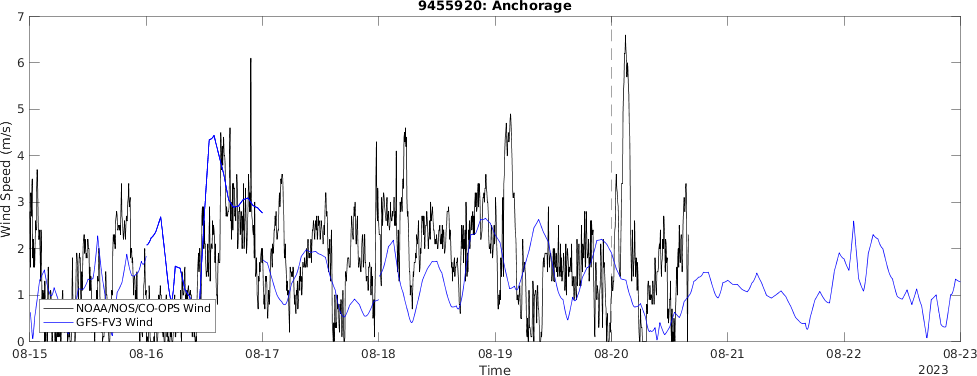 9455920: Anchorage
7
6
5
4
3
2
1
0
Wind Speed (m/s)
NOAA/NOS/CO-OPS Wind
GFS-FV3 Wind
08-15 08-16 08-17 08-18 08-19 08-20 08-21 08-22 08-23
Time
2023